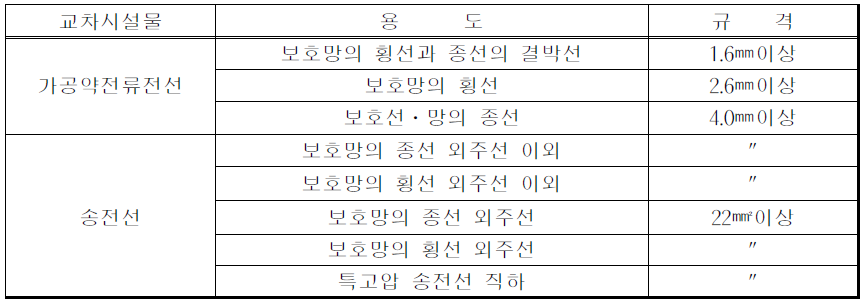 교차시설물 용 도 규 격
가공약전류전선 보호망의 횡선과 종선의 결박선 1.6㎜이상
보호망의 횡선 2.6㎜이상
보호선·망의 종선 4.0㎜이상
송전선 보호망의 종선 외주선 이외 〃
보호망의 횡선 외주선 이외 〃
보호망의 종선 외주선 22㎟이상
보호망의 횡선 외주선 〃
특고압 송전선 직하 〃